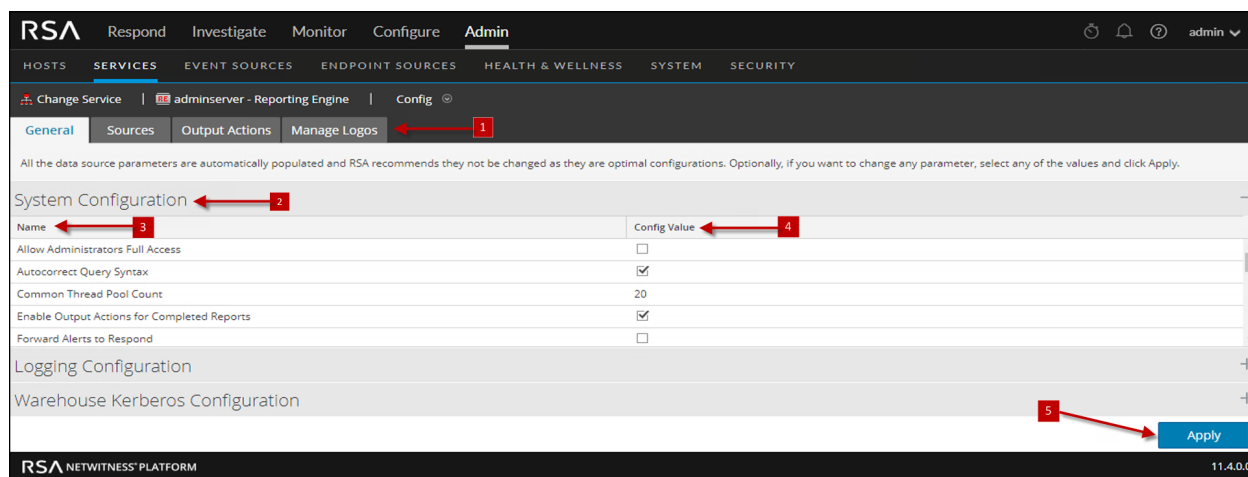 RSA Respond Investigate Monitor Configure Admin admin
HOSTS SERVICES EVENT SOURCES ENDPOINT SOURCES HEALTH & WELLNESS SYSTEM SECURITY
Change Service | RE adminserver - Reporting Engine | Config
General Sources Output Actions Manage Logos 1
All the data source parameters are automatically populated and RSA recommends they not be changed as they are optimal configurations. Optionally, if you want to change any parameter, select any of the values and click Apply.
System Configuration 2
Name 3 Config Value 4
Allow Administrators Full Access
Autocorrect Query Syntax
Common Thread Pool Count 20
Enable Output Actions for Completed Reports
Forward Alerts to Respond
Logging Configuration
Warehouse Kerberos Configuration
5
Apply
RSA NETWITNESS® PLATFORM 11.4.0.0